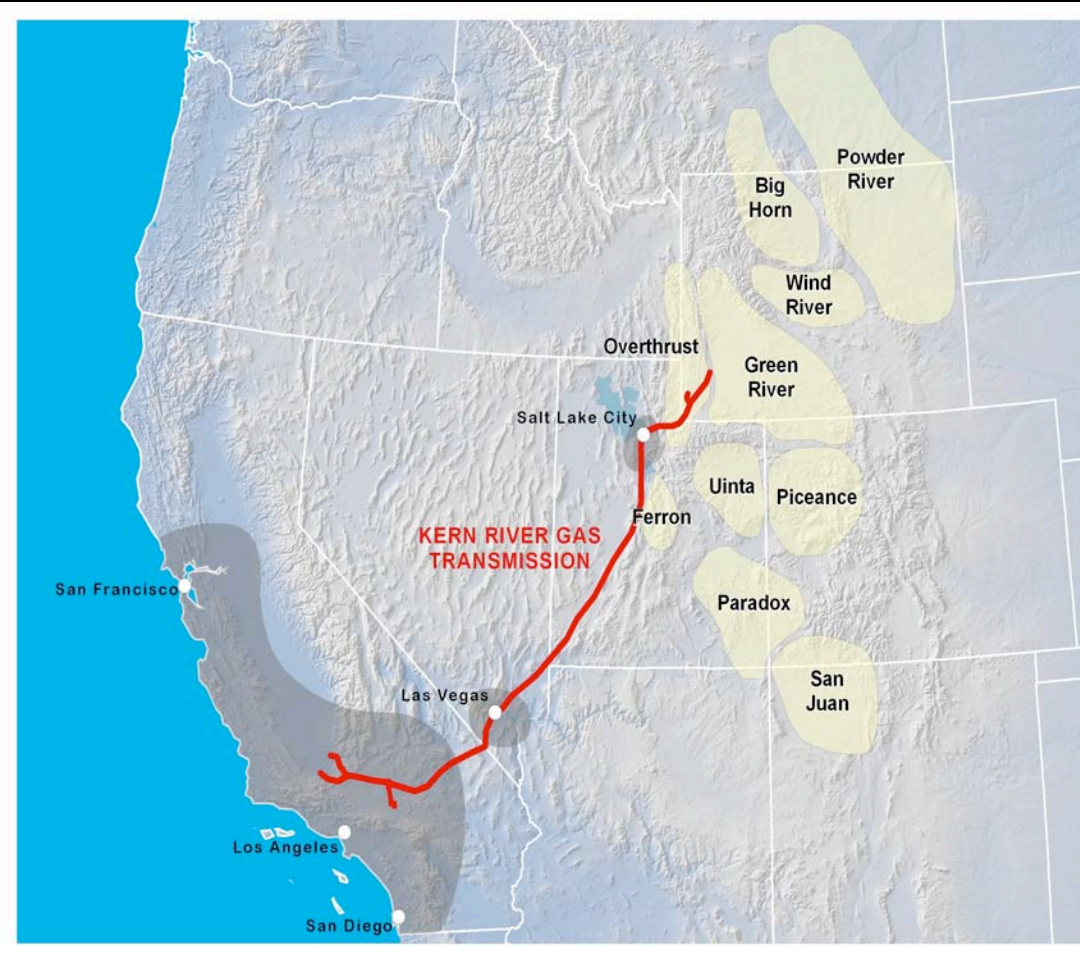 Powder
River
Big
Horn
Wind
River
Overthrust
Green
River
Salt Lake City
Uinta
Piceance
Ferron
KERN RIVER GAS
TRANSMISSION
San Francisco
Paradox
San
Juan
Las Vegas
Los Angeles
San Diego